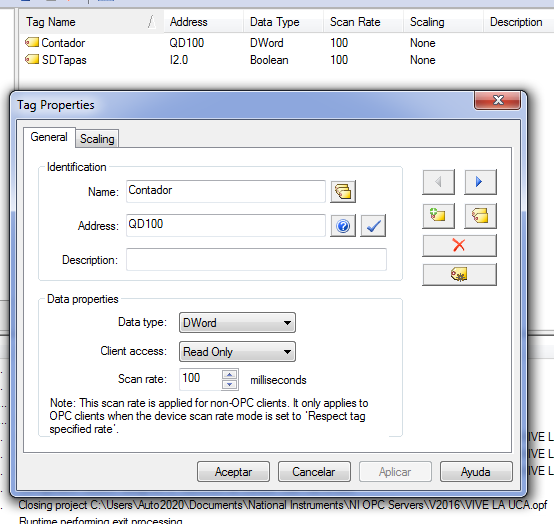 Tag Name Address Data Type Scan Rate Scaling Description
Contador QD100 DWord 100 None
SDTapas I2.0 Boolean 100 None
Tag Properties
General Scaling
Identification
Name: Contador
Address: QD100
Description:
Data properties
Data type: DWord
Client access: Read Only
Scan rate: 100 milliseconds
Note: This scan rate is applied for non-OPC clients. It only applies to
OPC clients when the device scan rate mode is set to 'Respect tag
specified rate'.
VIVE L
VIVE L
VIVE L
Aceptar Cancelar Aplicar Ayuda
Closing project C:\Users\Auto2020\Documents\National Instruments\NI OPC Servers\V2016\VIVE LA UCA.opf
Runtime performing exit processing